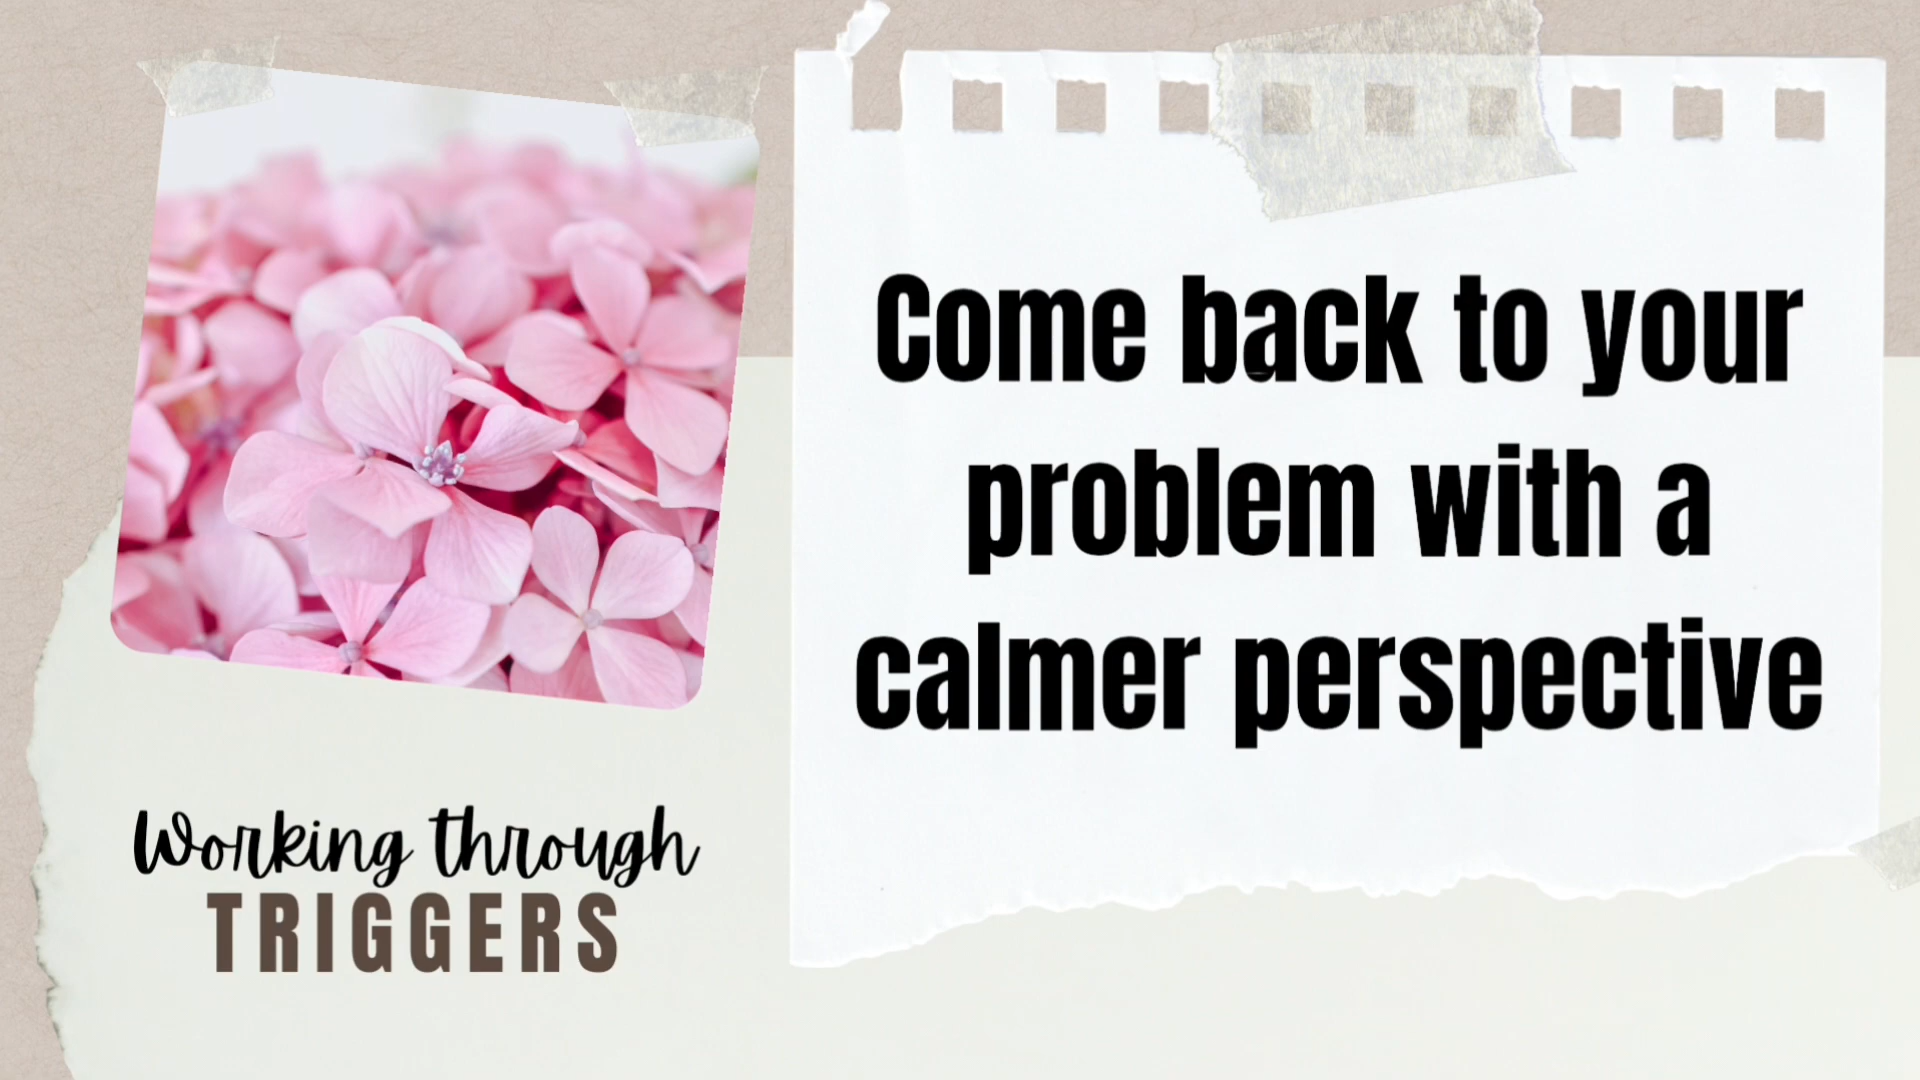 Come back to your
problem with a
calmer perspective
Working through
TRIGGERS